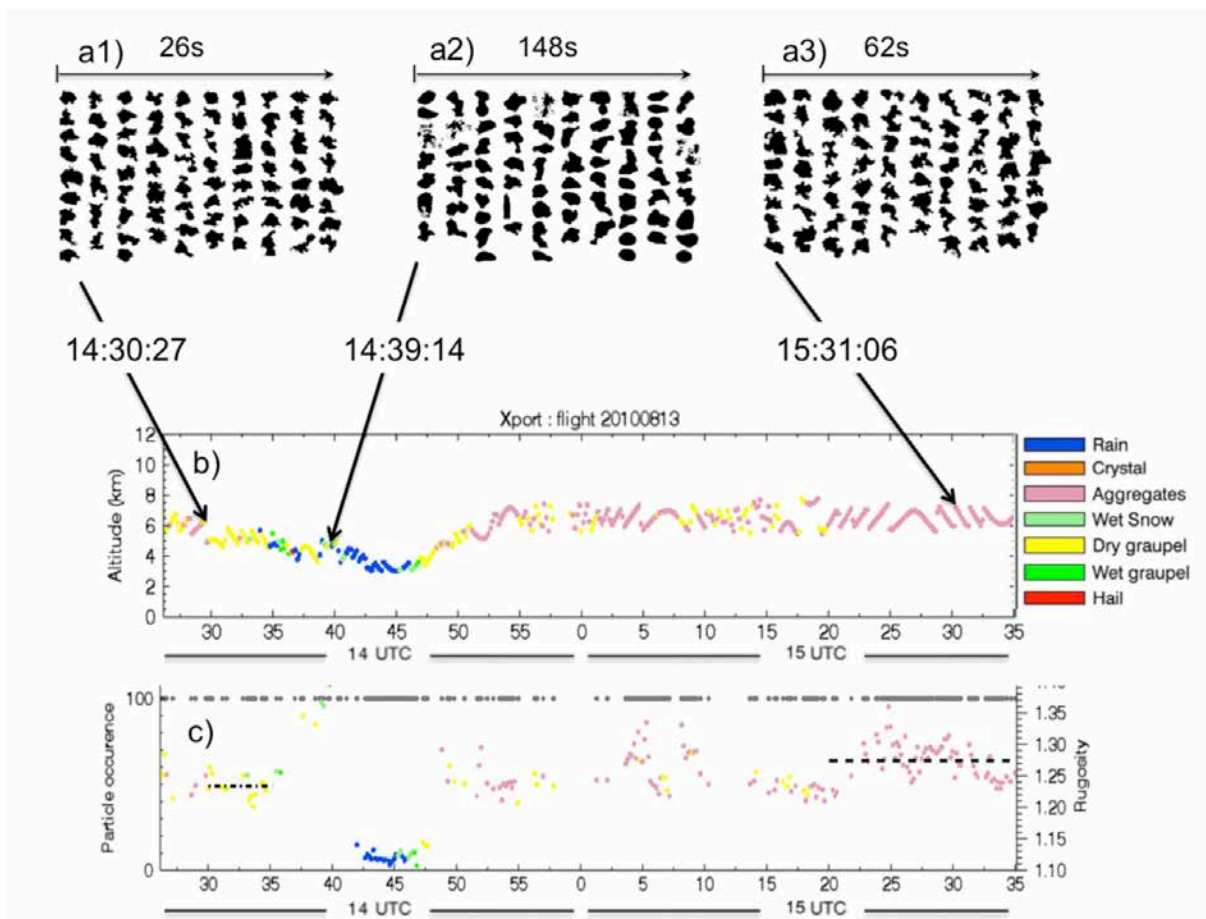 a1) 26s
a2) 148s
a3) 62s
14:30:27
14:39:14
15:31:06
Xport : flight 20100813
b)
12
10
8
6
4
2
0
Altitude (km)
30 35 40 45 50 55 0 5 10 15 20 25 30 35
14 UTC 15 UTC
Rain
Crystal
Aggregates
Wet Snow
Dry graupel
Wet graupel
Hail
c)
100
50
0
Particle occurence
1.35
1.30
1.25
1.20
1.15
1.10
Rugosity
30 35 40 45 50 55 0 5 10 15 20 25 30 35
14 UTC 15 UTC